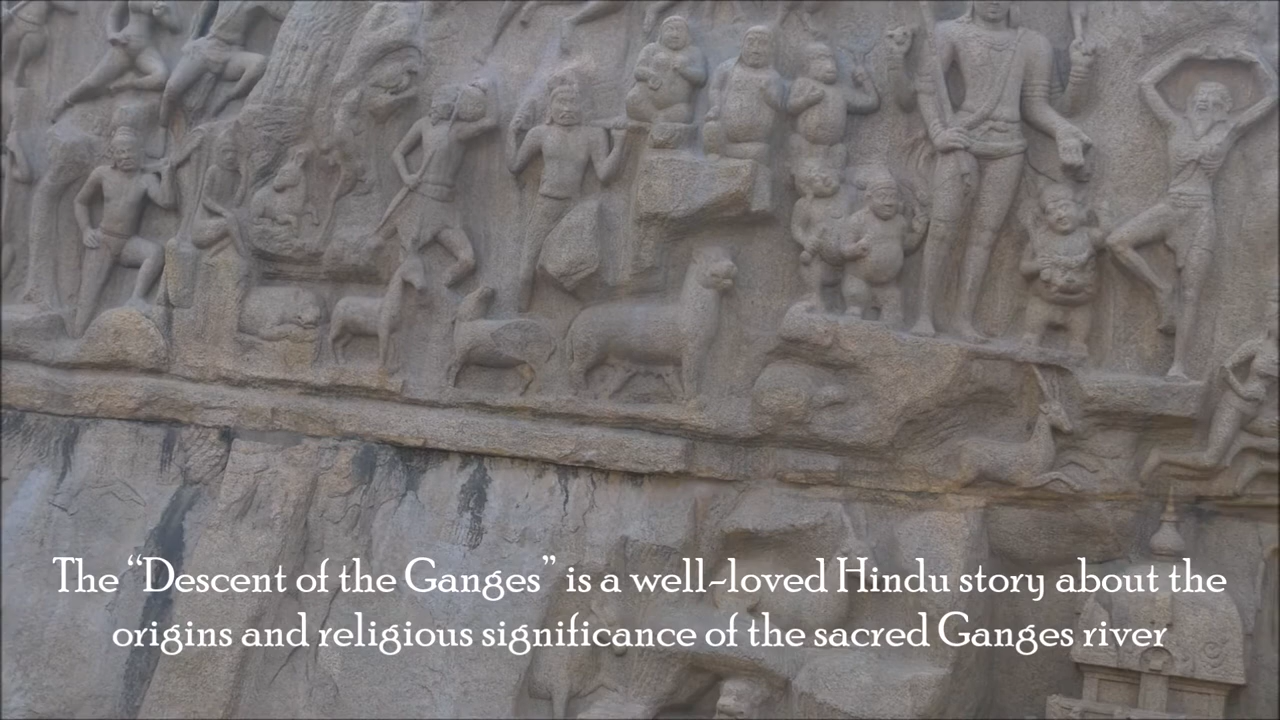 The “Descent of the Ganges” is a well-loved Hindu story about the
origins and religious significance of the sacred Ganges river